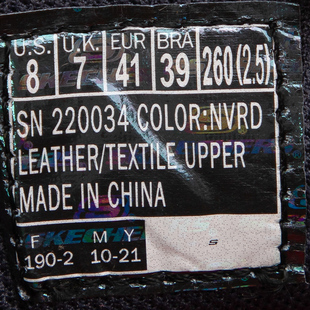 U.S. U.K. EUR BRA
8 7 41 39 260(2.5)
SN 220034 COLOR:NVRD
LEATHER/TEXTILE UPPER
MADE IN CHINA
F M Y
190-2 10-21 S